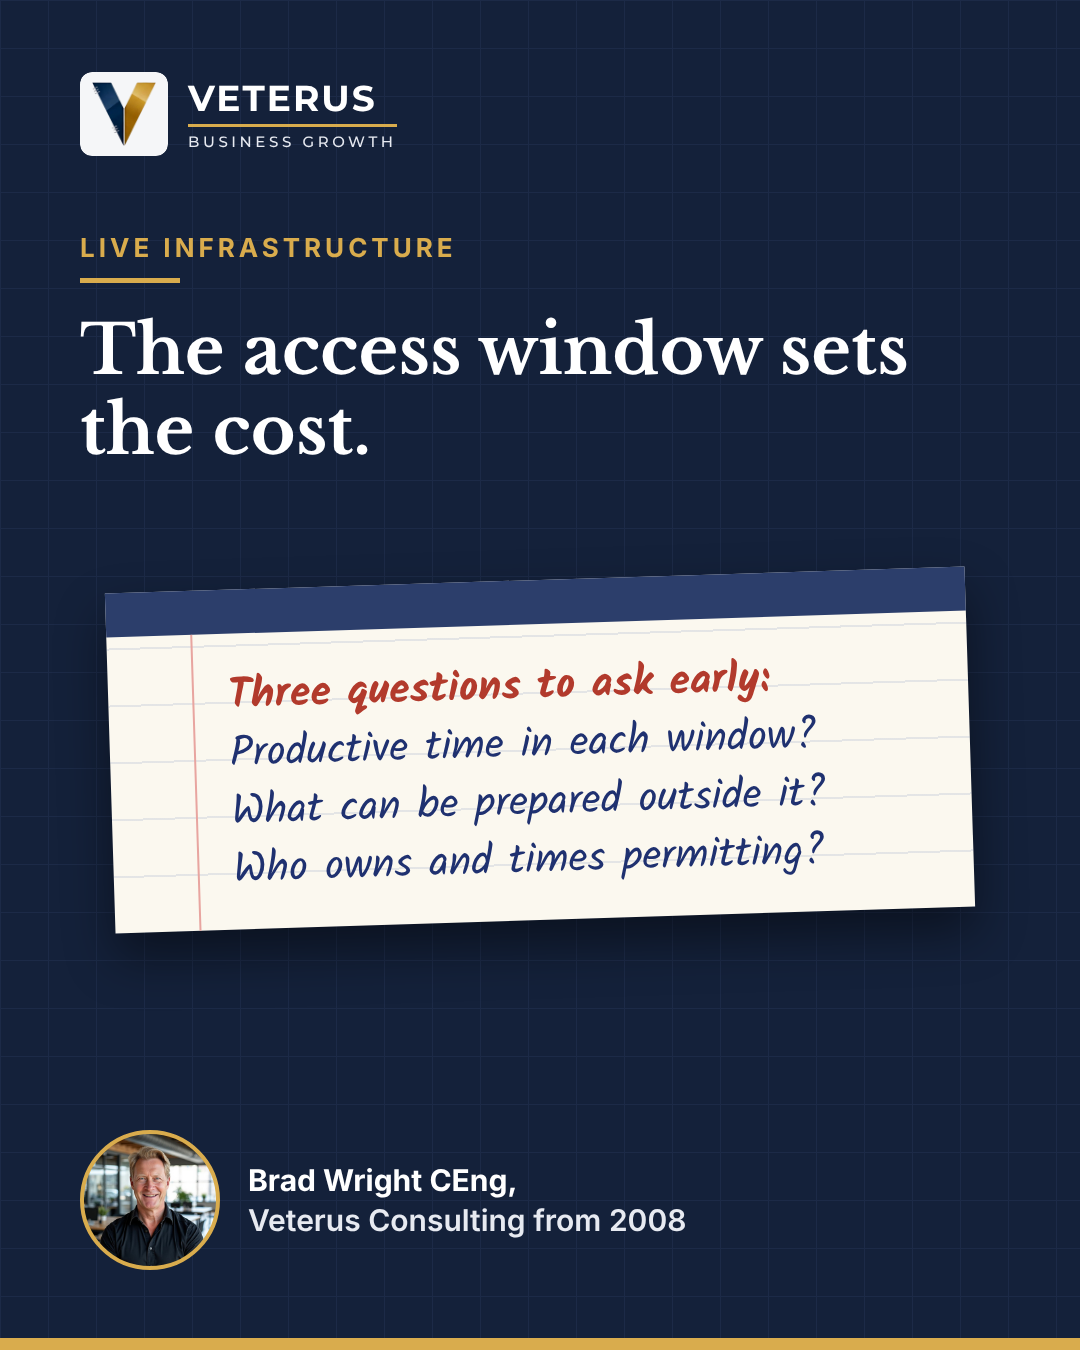 VETERUS
BUSINESS GROWTH
LIVE INFRASTRUCTURE
The access window sets
the cost.
Three questions to ask early:
Productive time in each window?
What can be prepared outside it?
Who owns and times permitting?
Brad Wright CEng,
Veterus Consulting from 2008